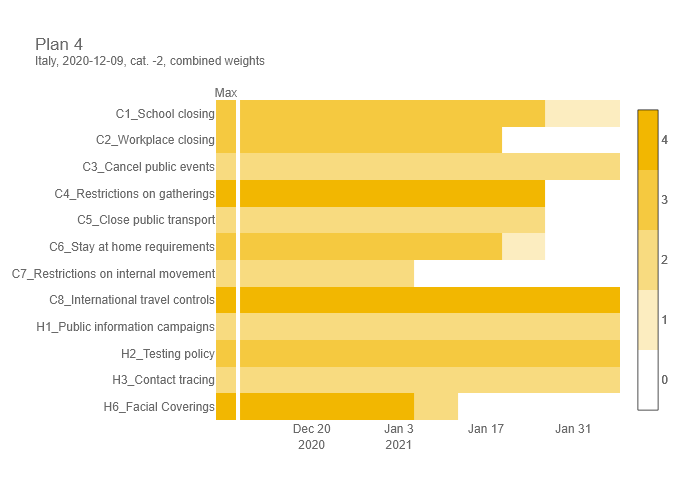 Plan 4
Italy, 2020-12-09, cat. -2, combined weights
Max
C1_School closing
C2_Workplace closing
C3_Cancel public events
C4_Restrictions on gatherings
C5_Close public transport
C6_Stay at home requirements
C7_Restrictions on internal movement
C8_International travel controls
H1_Public information campaigns
H2_Testing policy
H3_Contact tracing
H6_Facial Coverings
Dec 20 Jan 3 Jan 17 Jan 31
2020 2021
4
3
2
1
0